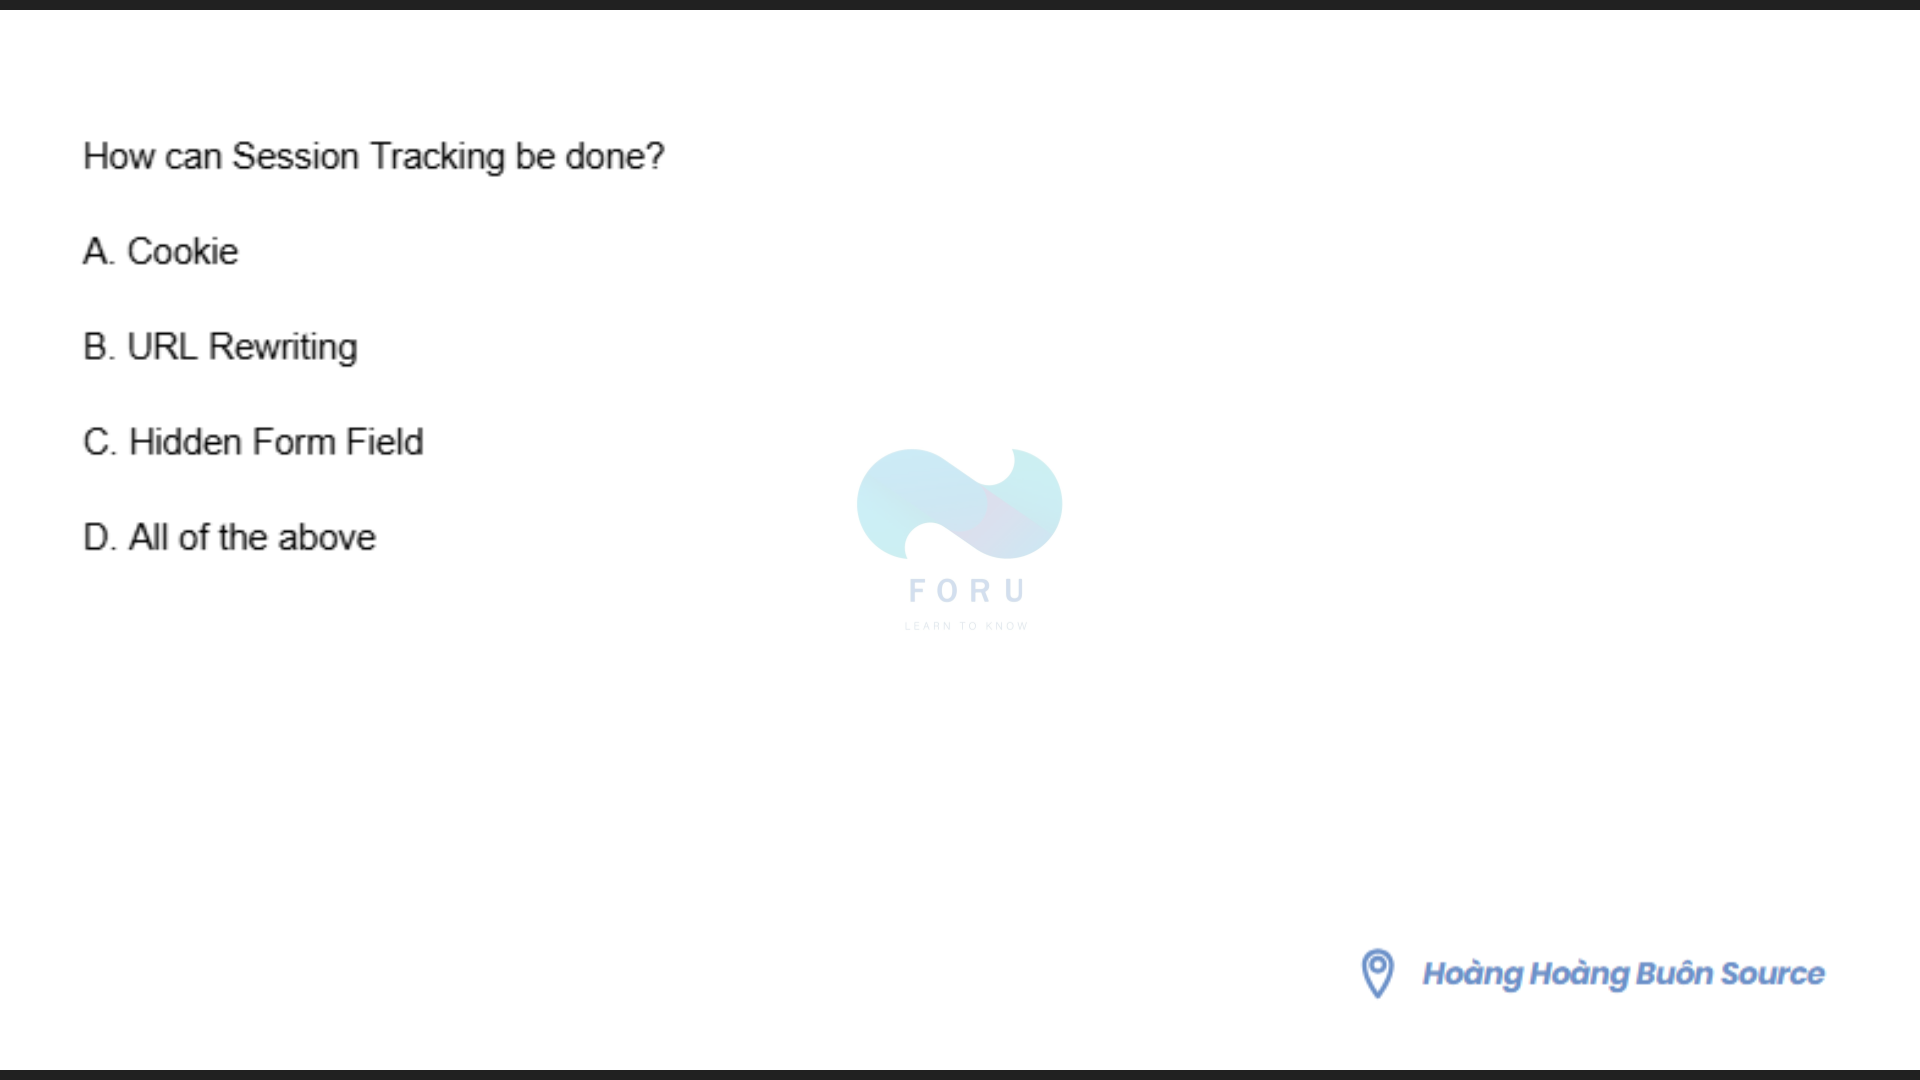 How can Session Tracking be done?
A. Cookie
B. URL Rewriting
C. Hidden Form Field
D. All of the above
FORU
LEARN TO KNOW
Hoàng Hoàng Buôn Source